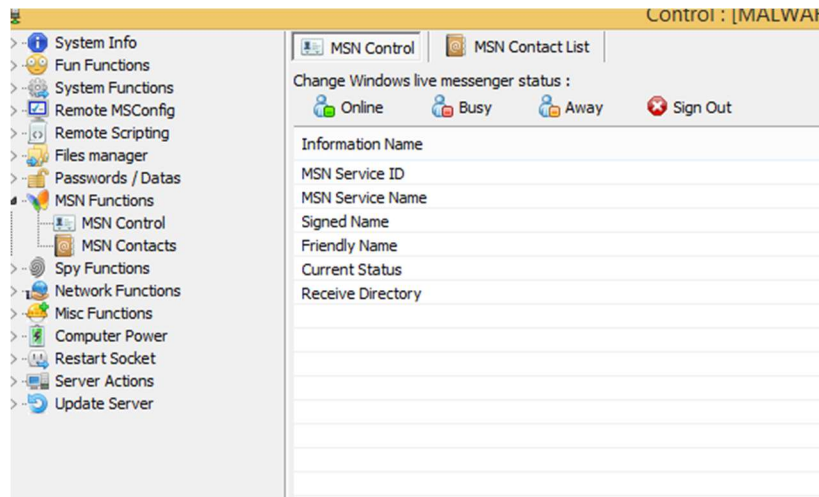 Control : [MALWAR
System Info
Fun Functions
System Functions
Remote MSConfig
Remote Scripting
Files manager
Passwords / Datas
MSN Functions
MSN Control
MSN Contacts
Spy Functions
Network Functions
Misc Functions
Computer Power
Restart Socket
Server Actions
Update Server
MSN Control MSN Contact List
Change Windows live messenger status :
Online Busy Away Sign Out
Information Name
MSN Service ID
MSN Service Name
Signed Name
Friendly Name
Current Status
Receive Directory